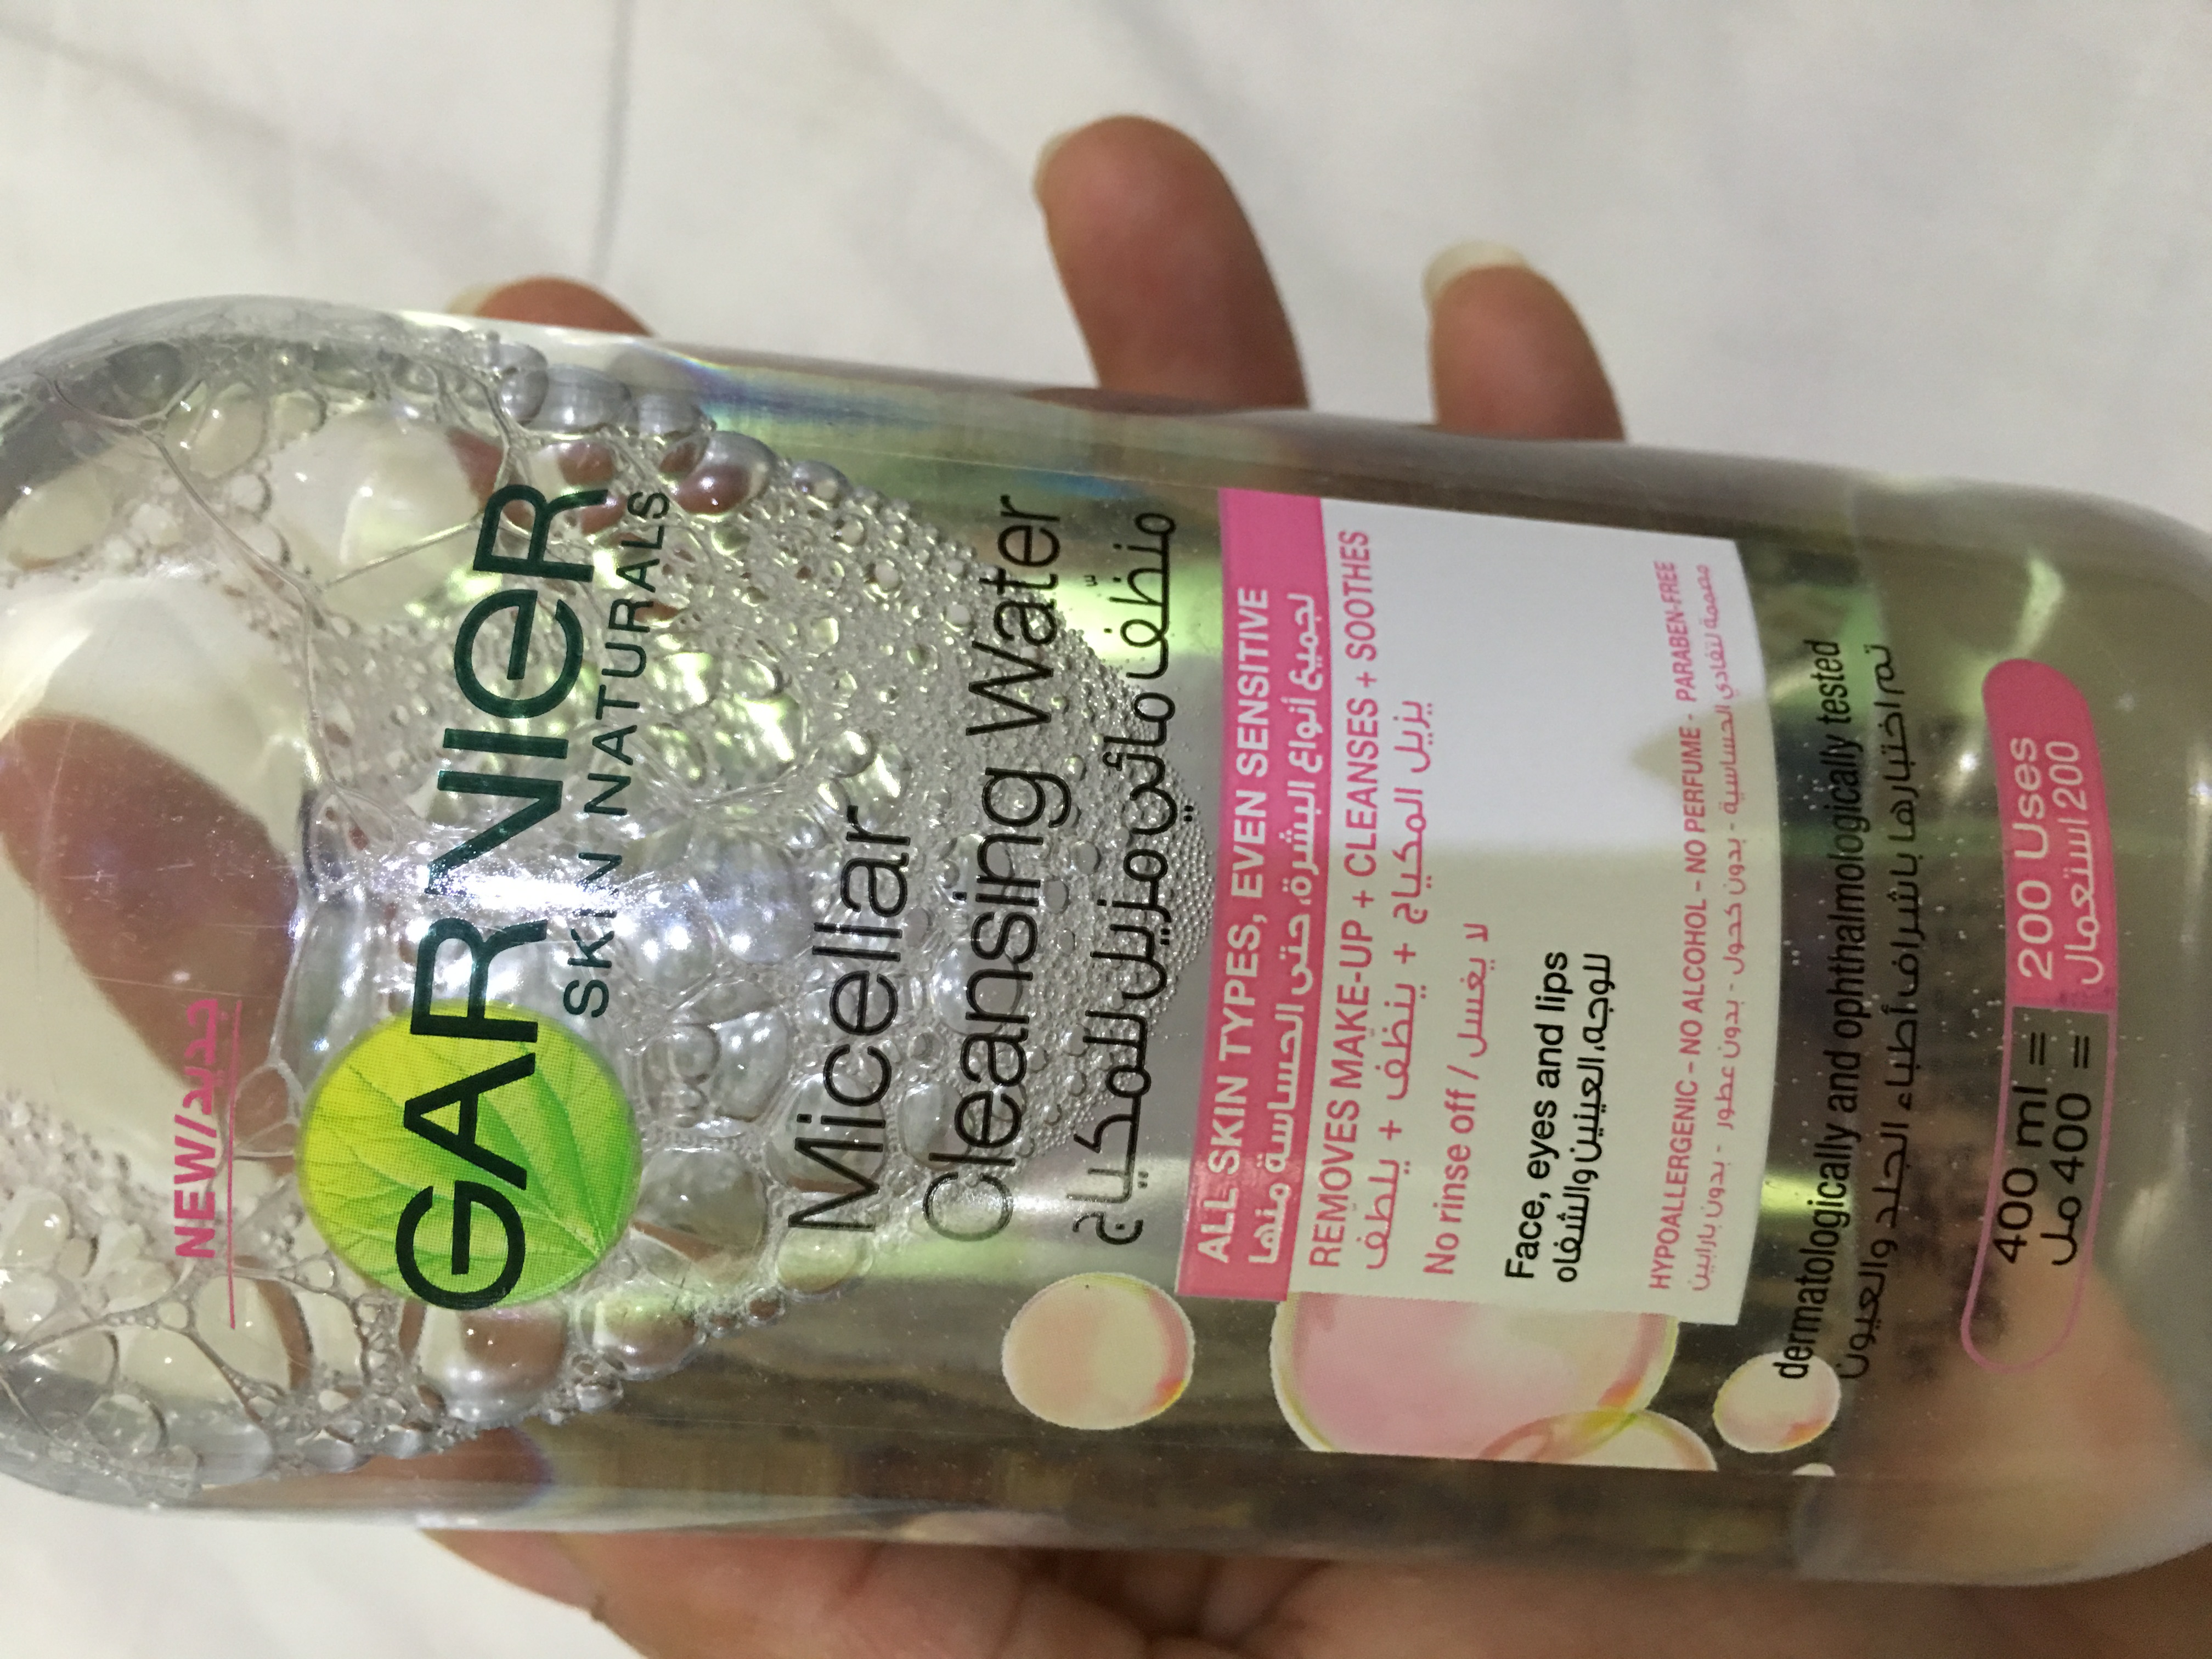 NEW/جديد
GARNIER
SKIN NATURALS
Micellar
Cleansing Water
منظّف مائي مزيل للمكياج
ALL SKIN TYPES, EVEN SENSITIVE
لجميع أنواع البشرة، حتى الحساسة منها
REMOVES MAKE-UP + CLEANSES + SOOTHES
يزيل المكياج + ينظّف + يلطّف
No rinse off / لا يغسل
Face, eyes and lips
للوجه، العينين والشفاه
HYPOALLERGENIC – NO ALCOHOL – NO PERFUME - PARABEN-FREE
مصممة لتفادي الحساسية - بدون كحول - بدون عطور - بدون بارابين
dermatologically and ophthalmologically tested
تم اختبارها باشراف أطباء الجلد والعيون
400 ml = 200 Uses
400 مل = 200 استعمال